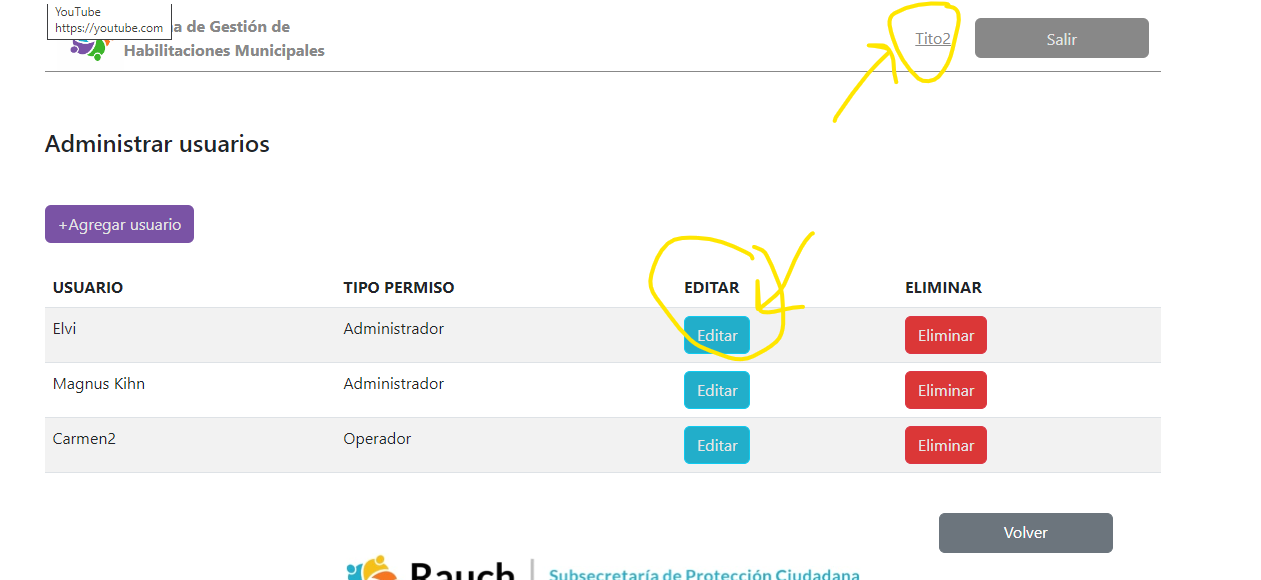 YouTube
https://youtube.com
a de Gestión de
Habilitaciones Municipales
Tito2
Salir
Administrar usuarios
+Agregar usuario
USUARIO TIPO PERMISO EDITAR ELIMINAR
Elvi Administrador Editar Eliminar
Magnus Kihn Administrador Editar Eliminar
Carmen2 Operador Editar Eliminar
Volver
Rauch
Subsecretaría de Protección Ciudadana